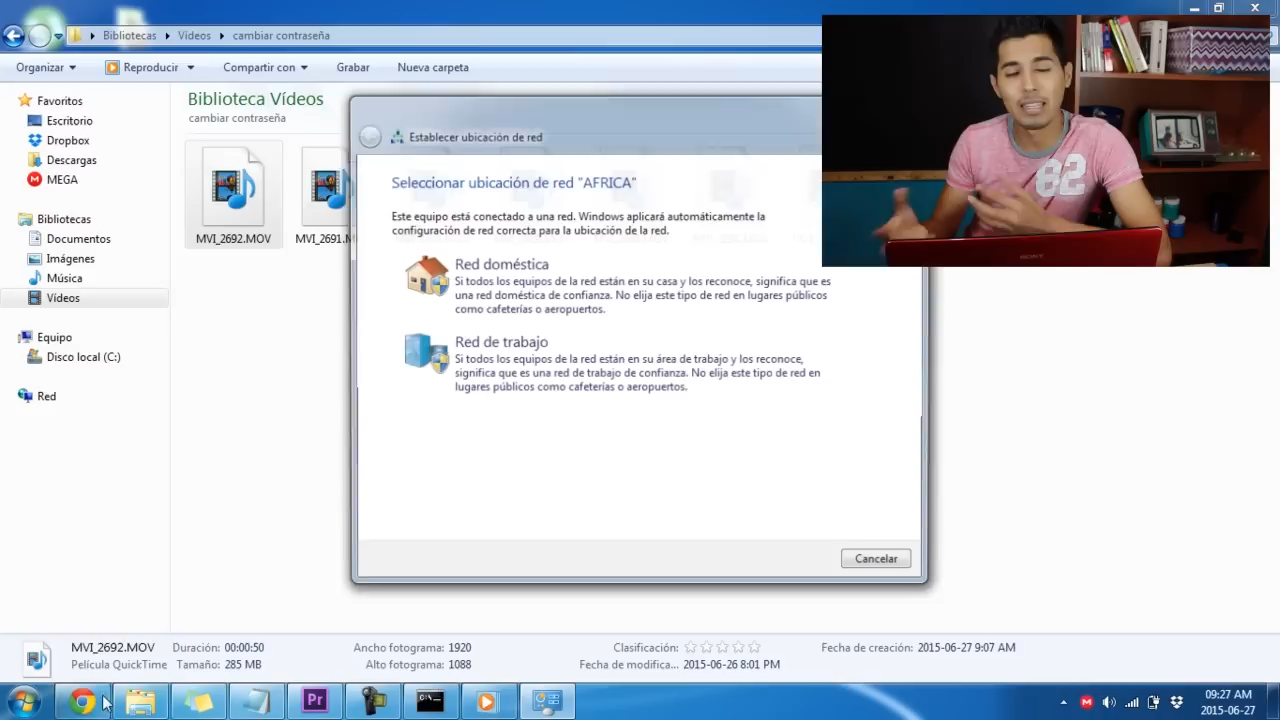 Bibliotecas
Vídeos
cambiar contraseña
Organizar
Reproducir
Compartir con
Grabar
Nueva carpeta
Favoritos
Escritorio
Dropbox
Descargas
MEGA
Bibliotecas
Documentos
Imágenes
Música
Vídeos
Equipo
Disco local (C:)
Red
Biblioteca Vídeos
cambiar contraseña
MVI_2692.MOV
MVI_2691.M
Establecer ubicación de red
Seleccionar ubicación de red "AFRICA"
Este equipo está conectado a una red. Windows aplicará automáticamente la
configuración de red correcta para la ubicación de la red.
Red doméstica
Si todos los equipos de la red están en su casa y los reconoce, significa que es
una red doméstica de confianza. No elija este tipo de red en lugares públicos
como cafeterías o aeropuertos.
Red de trabajo
Si todos los equipos de la red están en su área de trabajo y los reconoce,
significa que es una red de trabajo de confianza. No elija este tipo de red en
lugares públicos como cafeterías o aeropuertos.
Cancelar
62
SONY
MVI_2692.MOV
Película QuickTime
Duración: 00:00:50
Tamaño: 285 MB
Ancho fotograma: 1920
Alto fotograma: 1088
Clasificación:
Fecha de modifica... 2015-06-26 8:01 PM
Fecha de creación: 2015-06-27 9:07 AM
Pr
09:27 AM
2015-06-27